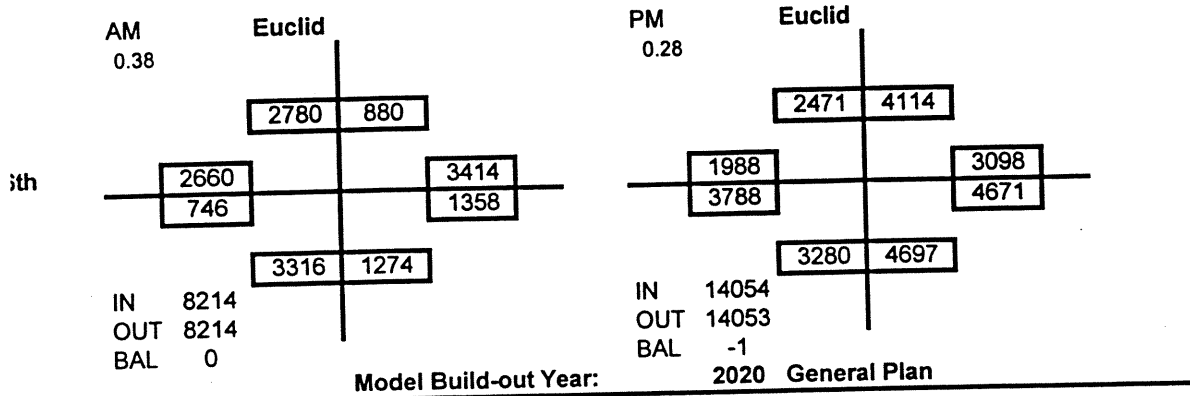 AM Euclid
0.38
2780 880
2660 3414
746 1358
3316 1274
IN 8214
OUT 8214
BAL 0
PM Euclid
0.28
2471 4114
1988 3098
3788 4671
3280 4697
IN 14054
OUT 14053
BAL -1
Model Build-out Year: 2020 General Plan